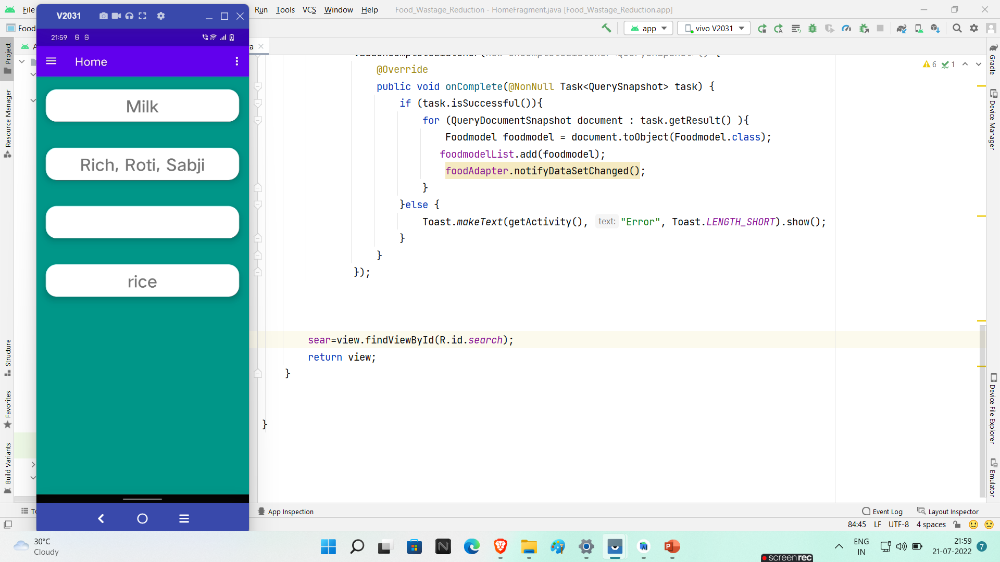 File
Run Tools VCS Window Help Food_Wastage_Reduction - HomeFragment.java [Food_Wastage_Reduction.app]
V2031
Food
app
vivo V2031
21:59
Home
Milk
Rich, Roti, Sabji
rice
@Override
public void onComplete(@NonNull Task<QuerySnapshot> task) {
if (task.isSuccessful()){
for (QueryDocumentSnapshot document : task.getResult() ){
Foodmodel foodmodel = document.toObject(Foodmodel.class);
foodmodelList.add(foodmodel);
foodAdapter.notifyDataSetChanged();
}
}else {
Toast.makeText(getActivity(), text: "Error", Toast.LENGTH_SHORT).show();
}
}
});
sear=view.findViewById(R.id.search);
return view;
}
}
6 1
Project
Resource Manager
Structure
Favorites
Build Variants
Gradle
Device Manager
Device File Explorer
Emulator
App Inspection
Event Log
Layout Inspector
84:45 LF UTF-8 4 spaces
30°C
Cloudy
ENG
IN
21:59
21-07-2022
7
screenrec